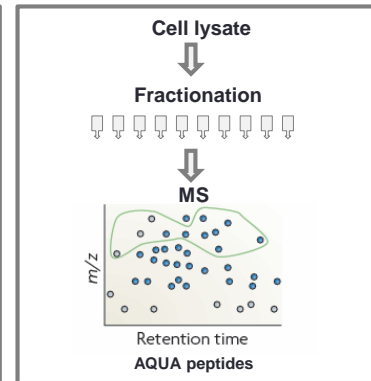 Cell lysate
Fractionation
MS
m/z
Retention time
AQUA peptides